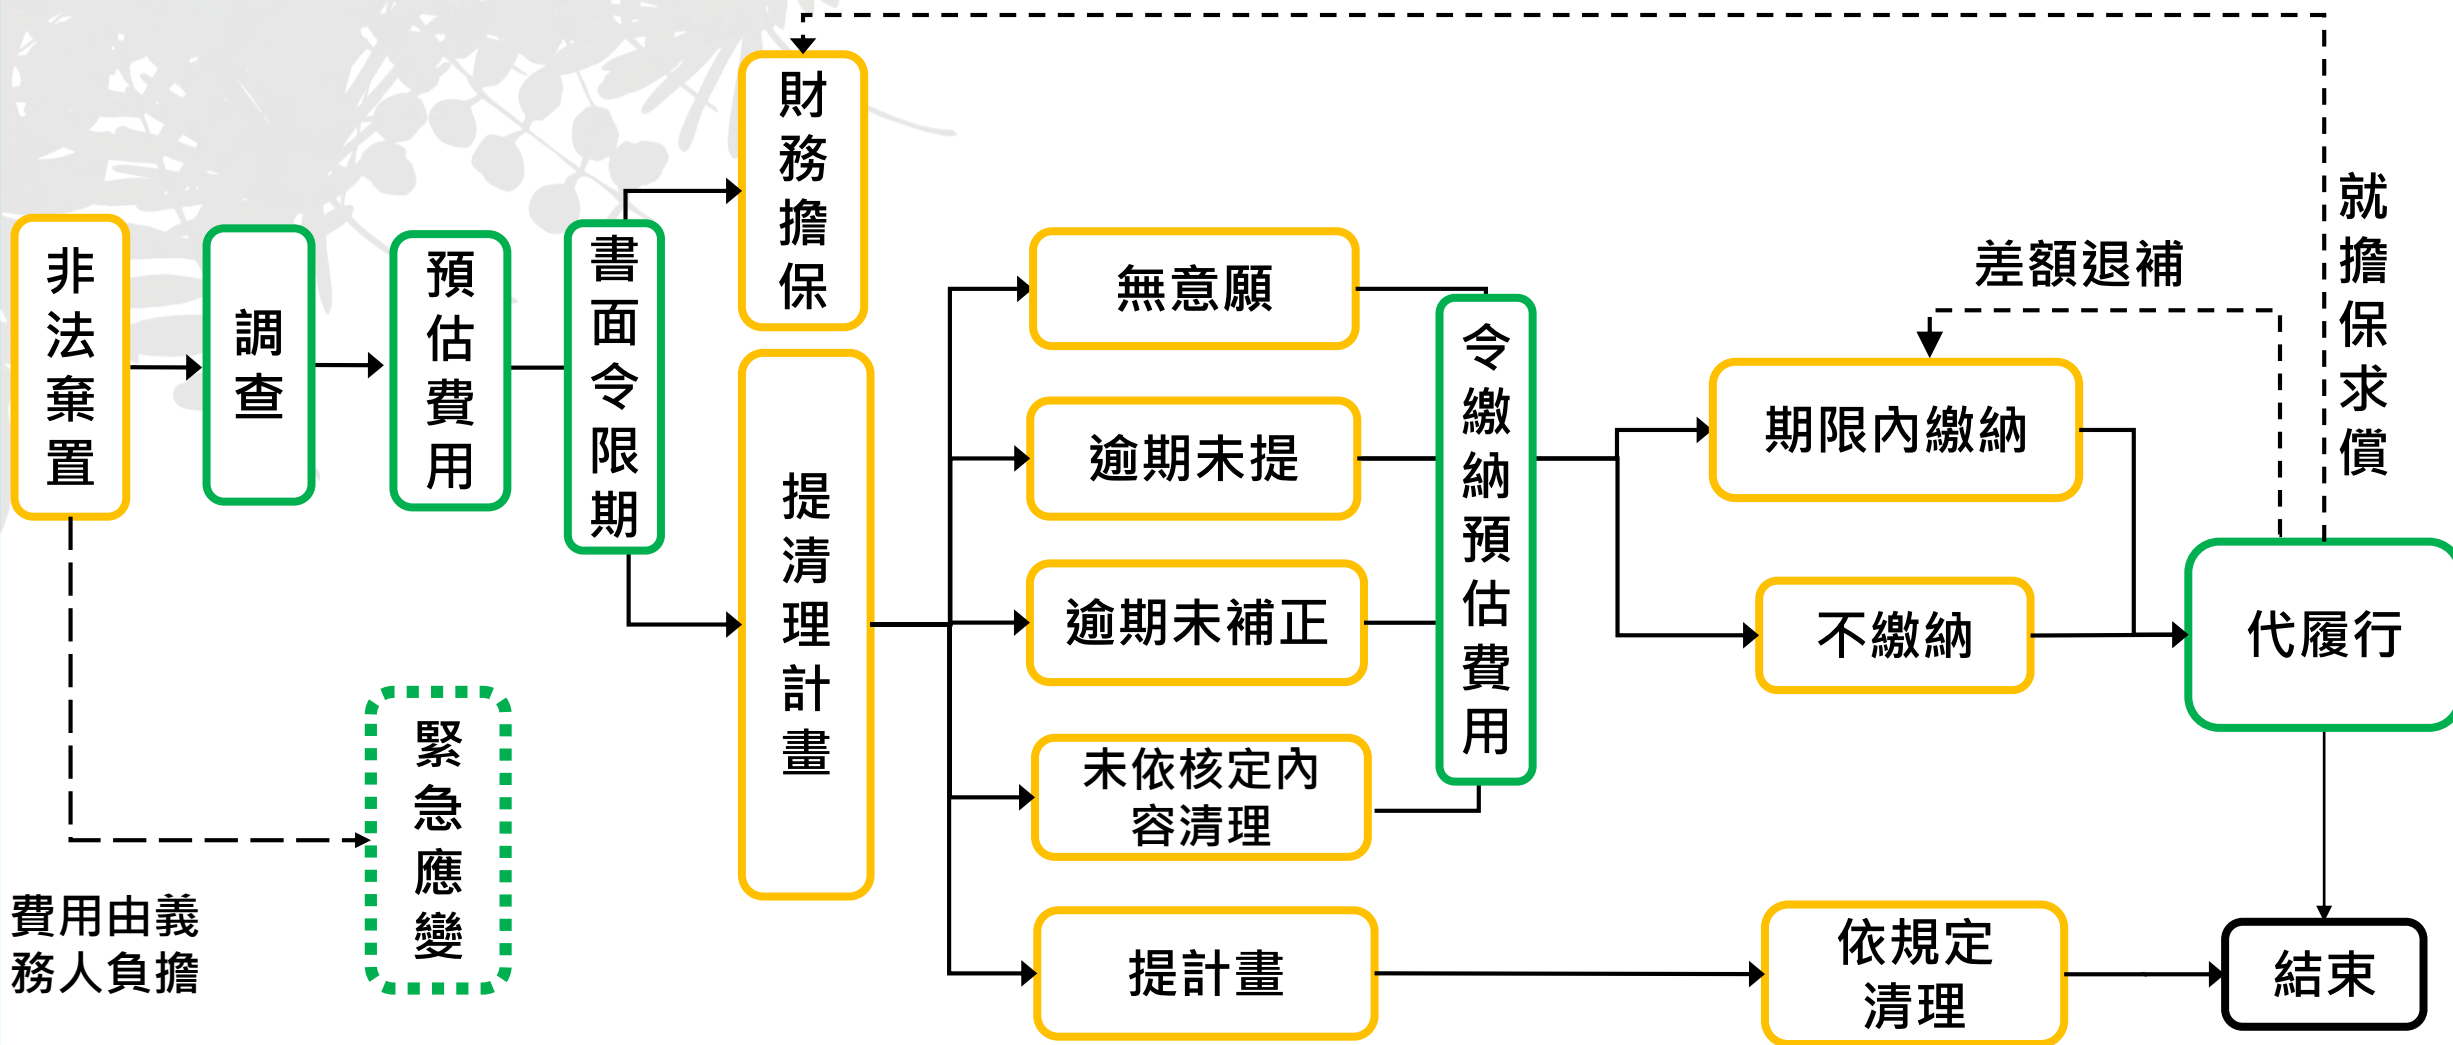 非法棄置
調查
預估費用
書面令限期
財務擔保
提清理計畫
無意願
逾期未提
逾期未補正
未依核定內
容清理
提計畫
令繳納預估費用
期限內繳納
不繳納
差額退補
就擔保求償
代履行
依規定
清理
結束
緊急應變
費用由義
務人負擔